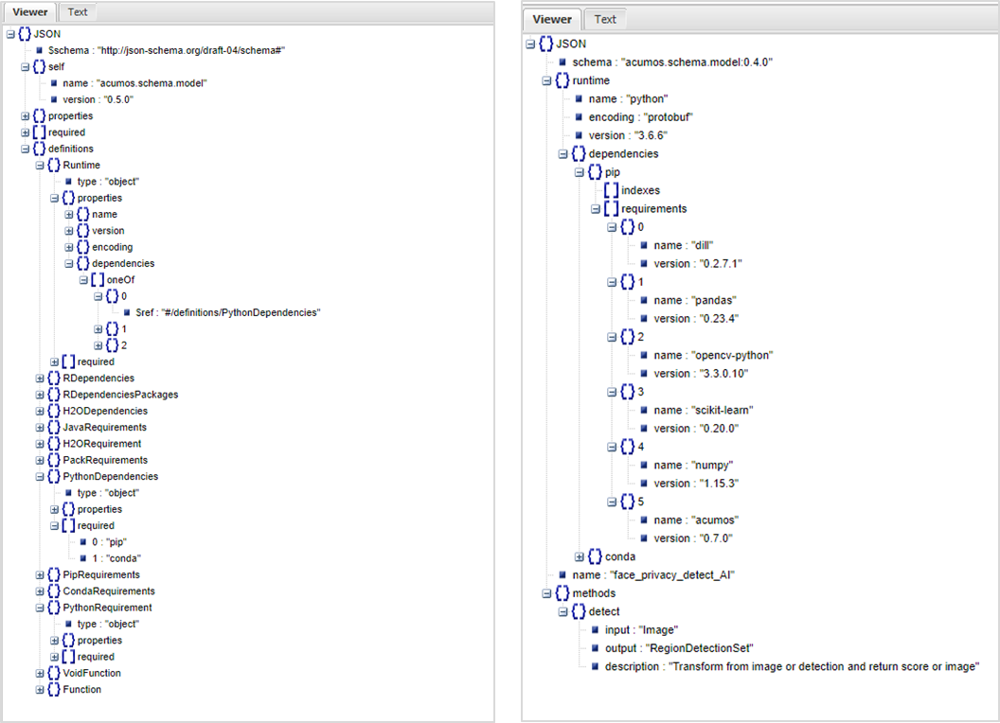 Viewer Text
JSON
$schema : "http://json-schema.org/draft-04/schema#"
self
name : "acumos.schema.model"
version : "0.5.0"
properties
required
definitions
Runtime
type : "object"
properties
name
version
encoding
dependencies
oneOf
0
$ref : "#/definitions/PythonDependencies"
1
2
required
RDependencies
RDependenciesPackages
H2ODependencies
JavaRequirements
H2ORequirement
PackRequirements
PythonDependencies
type : "object"
properties
required
0 : "pip"
1 : "conda"
PipRequirements
CondaRequirements
PythonRequirement
type : "object"
properties
required
VoidFunction
Function
Viewer Text
JSON
schema : "acumos.schema.model:0.4.0"
runtime
name : "python"
encoding : "protobuf"
version : "3.6.6"
dependencies
pip
indexes
requirements
0
name : "dill"
version : "0.2.7.1"
1
name : "pandas"
version : "0.23.4"
2
name : "opencv-python"
version : "3.3.0.10"
3
name : "scikit-learn"
version : "0.20.0"
4
name : "numpy"
version : "1.15.3"
5
name : "acumos"
version : "0.7.0"
conda
name : "face_privacy_detect_AI"
methods
detect
input : "Image"
output : "RegionDetectionSet"
description : "Transform from image or detection and return score or image"